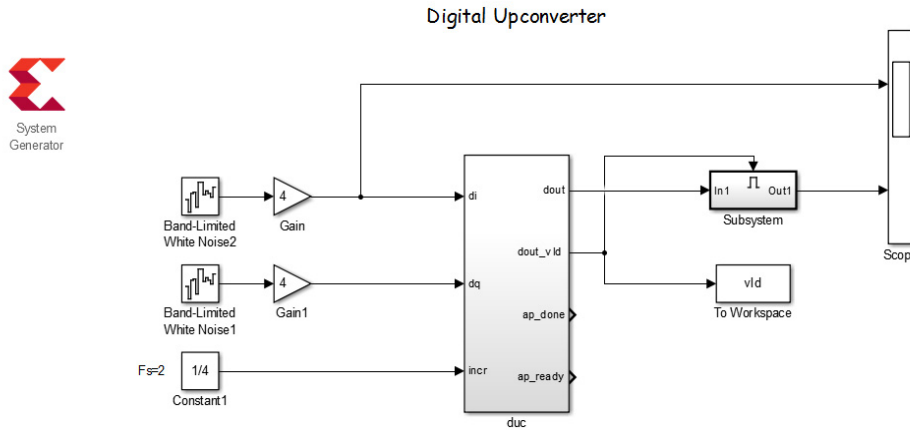 Digital Upconverter
System
Generator
Band-Limited
White Noise2
4
Gain
di
dout
In1
Out1
Subsystem
dout_vld
Scop
Band-Limited
White Noise1
4
Gain1
dq
vld
To Workspace
ap_done
Fs=2
1/4
Constant1
incr
ap_ready
duc